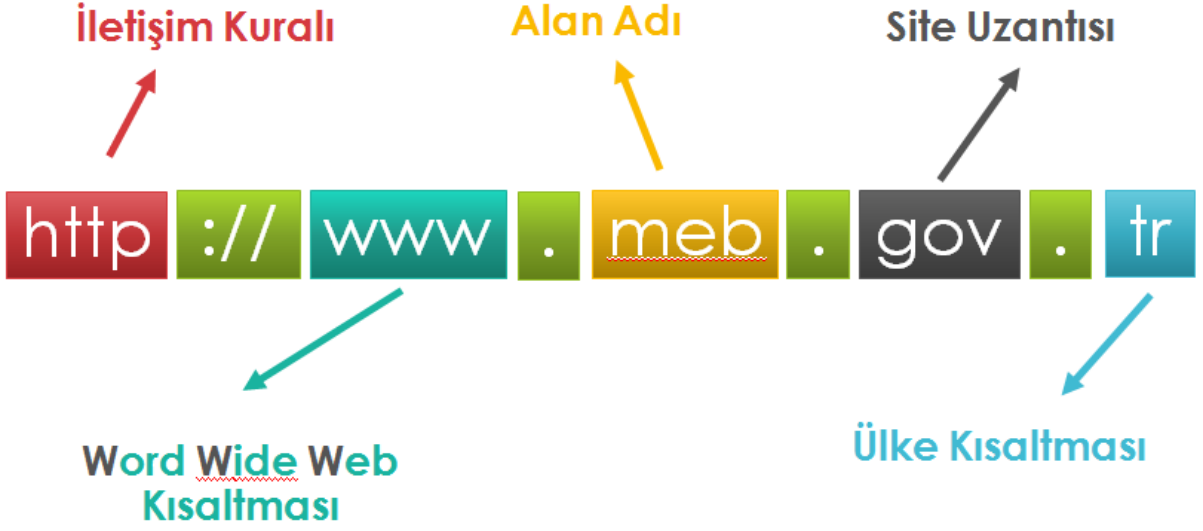 İletişim Kuralı
Alan Adı
Site Uzantısı
http :// www . meb . gov . tr
Word Wide Web
Kısaltması
Ülke Kısaltması